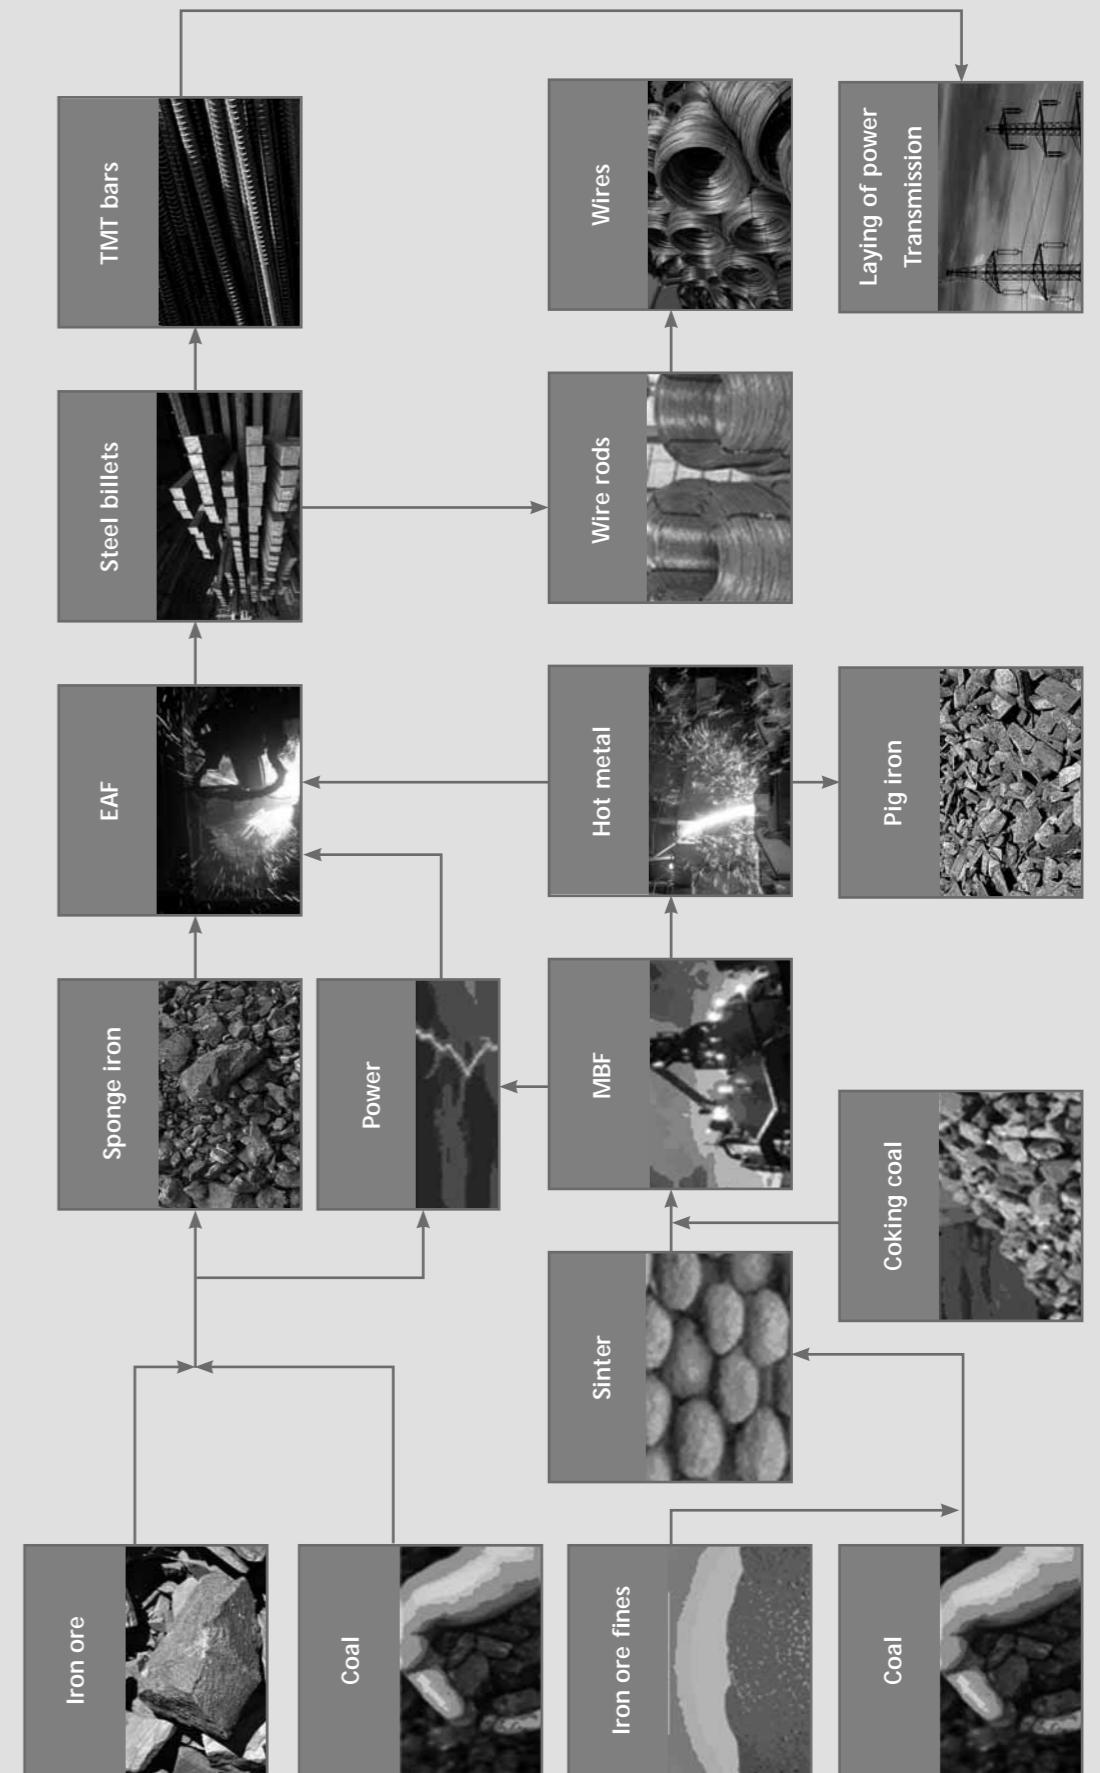 Iron ore
Coal
Iron ore fines
Coal
Sinter
Coking coal
Sponge iron
Power
MBF
EAF
Hot metal
Pig iron
Steel billets
Wire rods
TMT bars
Wires
Laying of power
Transmission